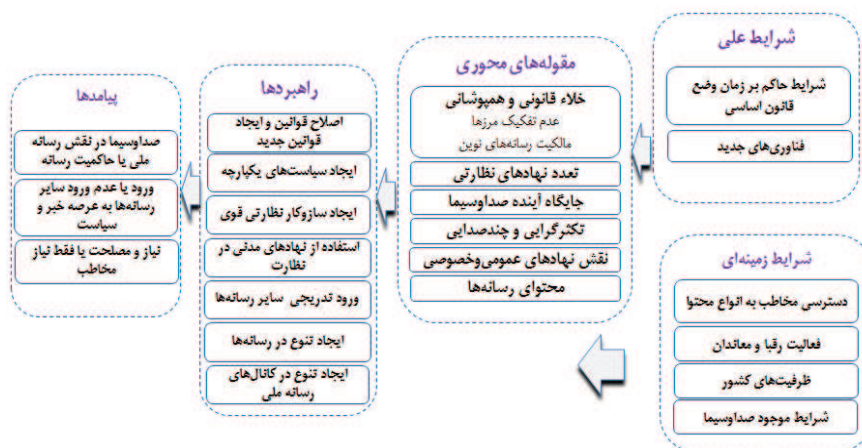 شرایط علی
شرایط حاکم بر زمان وضع
قانون اساسی
فناوری‌های جدید
شرایط زمینه‌ای
دسترسی مخاطب به انواع محتوا
فعالیت رقبا و معاندان
ظرفیت‌های کشور
شرایط موجود صداوسیما
مقوله‌های محوری
خلاء قانونی و همپوشانی
عدم تفکیک مرزها
مالکیت رسانه‌های نوین
تعدد نهادهای نظارتی
جایگاه آینده صداوسیما
تکثرگرایی و چندصدایی
نقش نهادهای عمومی‌وخصوصی
محتوای رسانه‌ها
راهبردها
اصلاح قوانین و ایجاد
قوانین جدید
ایجاد سیاست‌های یکپارچه
ایجاد سازوکار نظارتی قوی
استفاده از نهادهای مدنی در
نظارت
ورود تدریجی سایر رسانه‌ها
ایجاد تنوع در رسانه‌ها
ایجاد تنوع در کانال‌های
رسانه ملی
پیامدها
صداوسیما در نقش رسانه
ملی یا حاکمیت رسانه
ورود یا عدم ورود سایر
رسانه‌ها به عرصه خبر و
سیاست
نیاز و مصلحت یا فقط نیاز
مخاطب